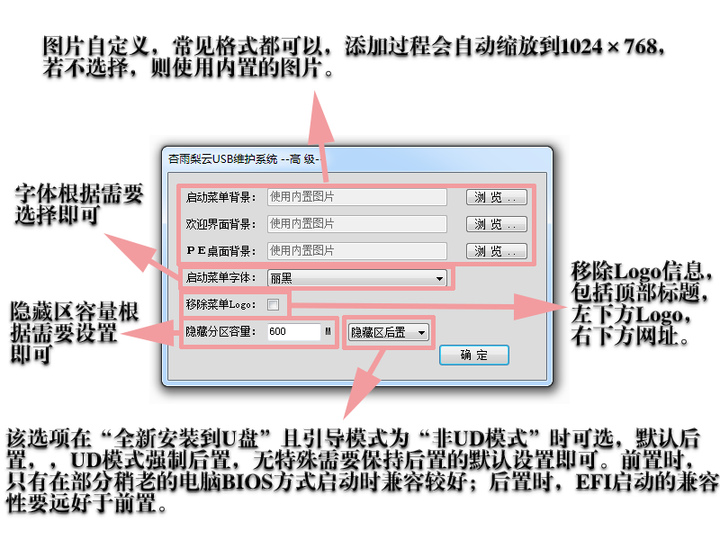 图片自定义，常见格式都可以，添加过程会自动缩放到1024×768，
若不选择，则使用内置的图片。
杏雨梨云USB维护系统 --高 级-
字体根据需要
选择即可
启动菜单背景： 使用内置图片 浏 览 . .
欢迎界面背景： 使用内置图片 浏 览 . .
ＰＥ桌面背景： 使用内置图片 浏 览 . .
启动菜单字体： 丽黑
移除菜单Logo：
隐藏分区容量： 600 M 隐藏区后置
确 定
移除Logo信息，
包括顶部标题，
左下方Logo，
右下方网址。
隐藏区容量根
据需要设置
即可
该选项在“全新安装到U盘”且引导模式为“非UD模式”时可选，默认后
置，，UD模式强制后置，无特殊需要保持后置的默认设置即可。前置时，
只有在部分稍老的电脑BIOS方式启动时兼容较好；后置时，EFI启动的兼容
性要远好于前置。